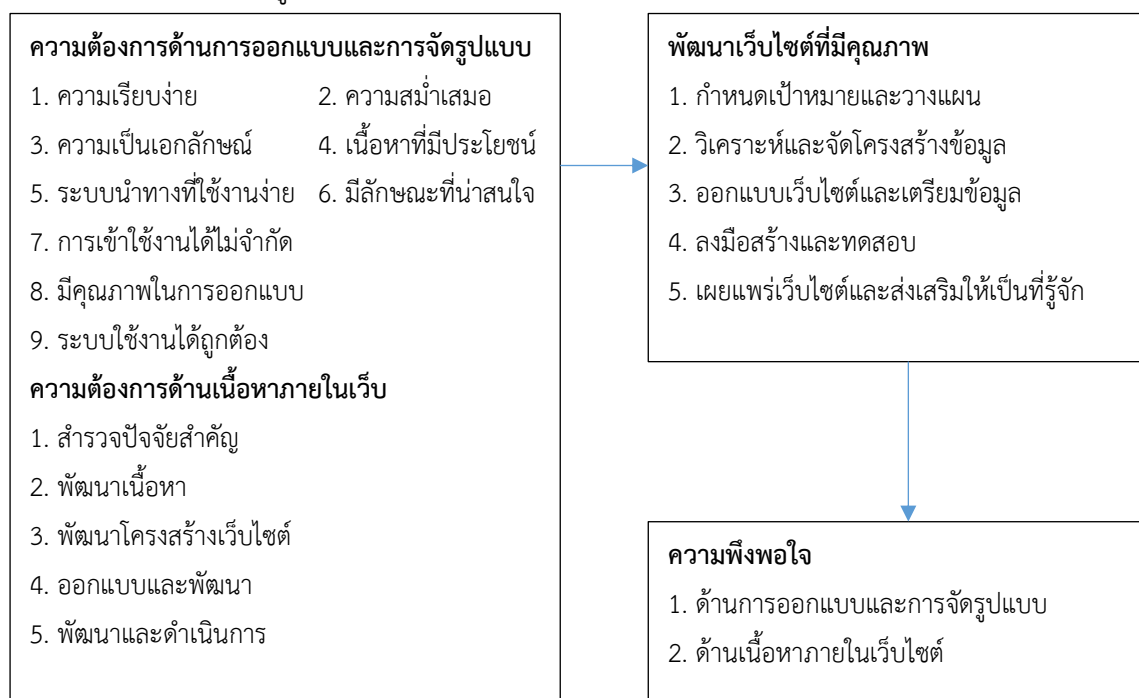 ความต้องการด้านการออกแบบและการจัดรูปแบบ
1. ความเรียบง่าย 2. ความสม่ำเสมอ
3. ความเป็นเอกลักษณ์ 4. เนื้อหาที่มีประโยชน์
5. ระบบนำทางที่ใช้งานง่าย 6. มีลักษณะที่น่าสนใจ
7. การเข้าใช้งานได้ไม่จำกัด
8. มีคุณภาพในการออกแบบ
9. ระบบใช้งานได้ถูกต้อง
ความต้องการด้านเนื้อหาภายในเว็บ
1. สำรวจปัจจัยสำคัญ
2. พัฒนาเนื้อหา
3. พัฒนาโครงสร้างเว็บไซต์
4. ออกแบบและพัฒนา
5. พัฒนาและดำเนินการ
พัฒนาเว็บไซต์ที่มีคุณภาพ
1. กำหนดเป้าหมายและวางแผน
2. วิเคราะห์และจัดโครงสร้างข้อมูล
3. ออกแบบเว็บไซต์และเตรียมข้อมูล
4. ลงมือสร้างและทดสอบ
5. เผยแพร่เว็บไซต์และส่งเสริมให้เป็นที่รู้จัก
ความพึงพอใจ
1. ด้านการออกแบบและการจัดรูปแบบ
2. ด้านเนื้อหาภายในเว็บไซต์